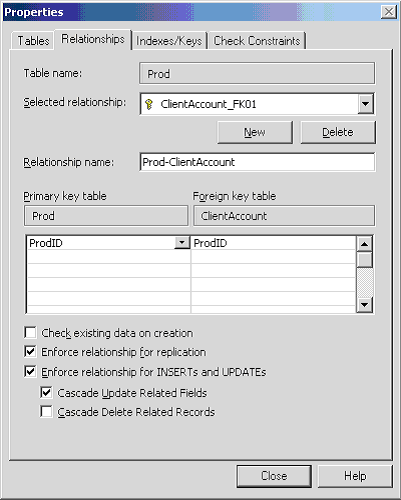 Properties
Tables Relationships Indexes/Keys Check Constraints
Table name: Prod
Selected relationship: ClientAccount_FK01
New Delete
Relationship name: Prod-ClientAccount
Primary key table Foreign key table
Prod ClientAccount
ProdID ProdID
Check existing data on creation
Enforce relationship for replication
Enforce relationship for INSERTs and UPDATEs
Cascade Update Related Fields
Cascade Delete Related Records
Close Help